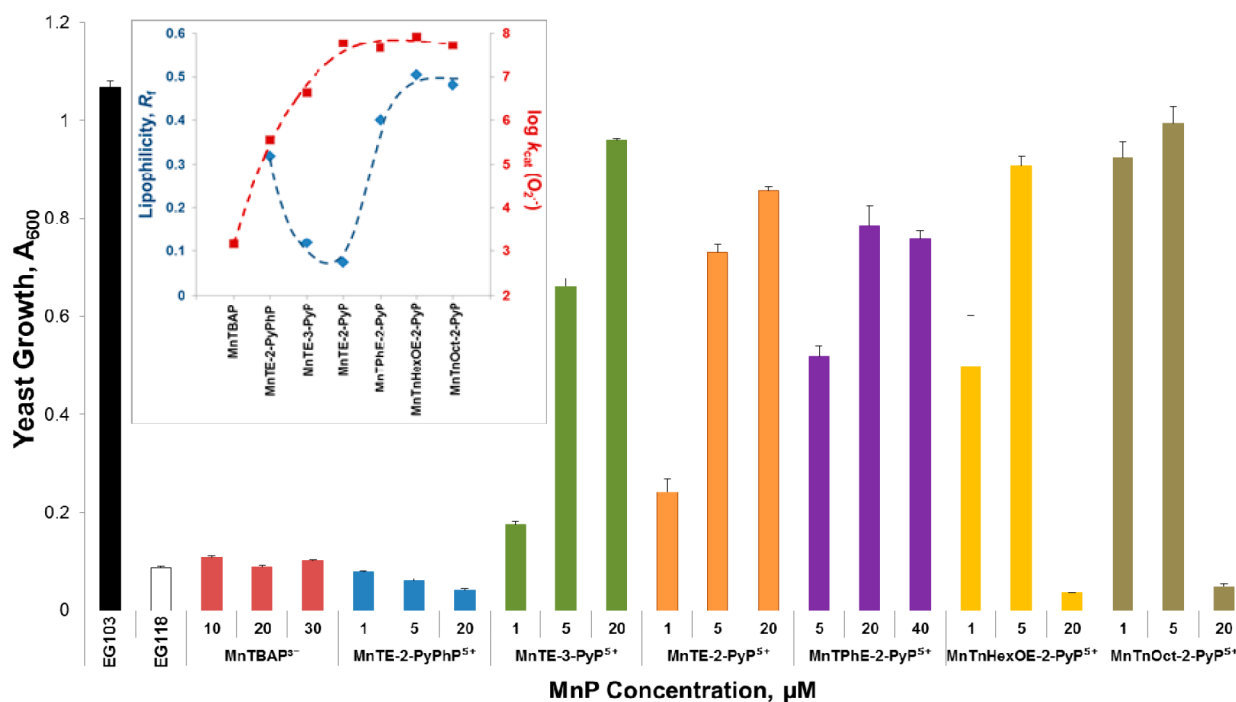 Yeast Growth, A600
1.2
1
0.8
0.6
0.4
0.2
0
Lipophilicity, Rf
0.6
0.5
0.4
0.3
0.2
0.1
0
log kcat (O2·-)
8
7
6
5
4
3
2
MnTBAP
MnTE-2-PyPhP
MnTE-3-PyP
MnTE-2-PyP
MnTPhE-2-PyP
MnTnHexOE-2-PyP
MnTnOct-2-PyP
EG103
EG118
10 20 30 1 5 20 1 5 20 1 5 20 5 20 40 1 5 20 1 5 20
MnTBAP³⁻ MnTE-2-PyPhP⁵⁺ MnTE-3-PyP⁵⁺ MnTE-2-PyP⁵⁺ MnTPhE-2-PyP⁵⁺ MnTnHexOE-2-PyP⁵⁺ MnTnOct-2-PyP⁵⁺
MnP Concentration, µM